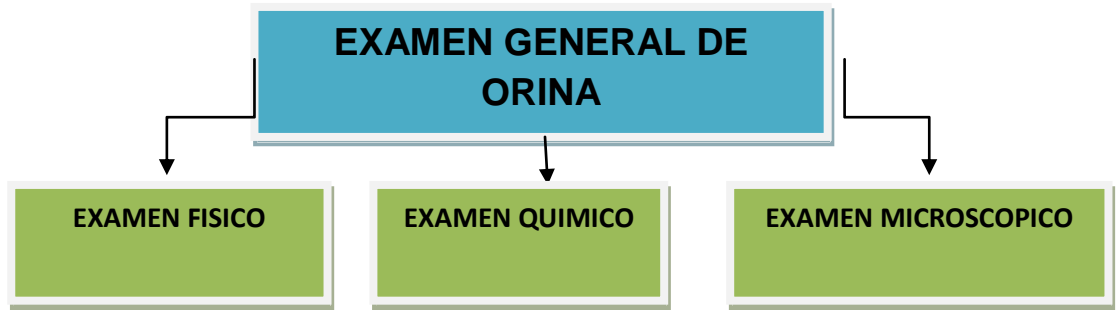 EXAMEN GENERAL DE
ORINA
EXAMEN FISICO
EXAMEN QUIMICO
EXAMEN MICROSCOPICO